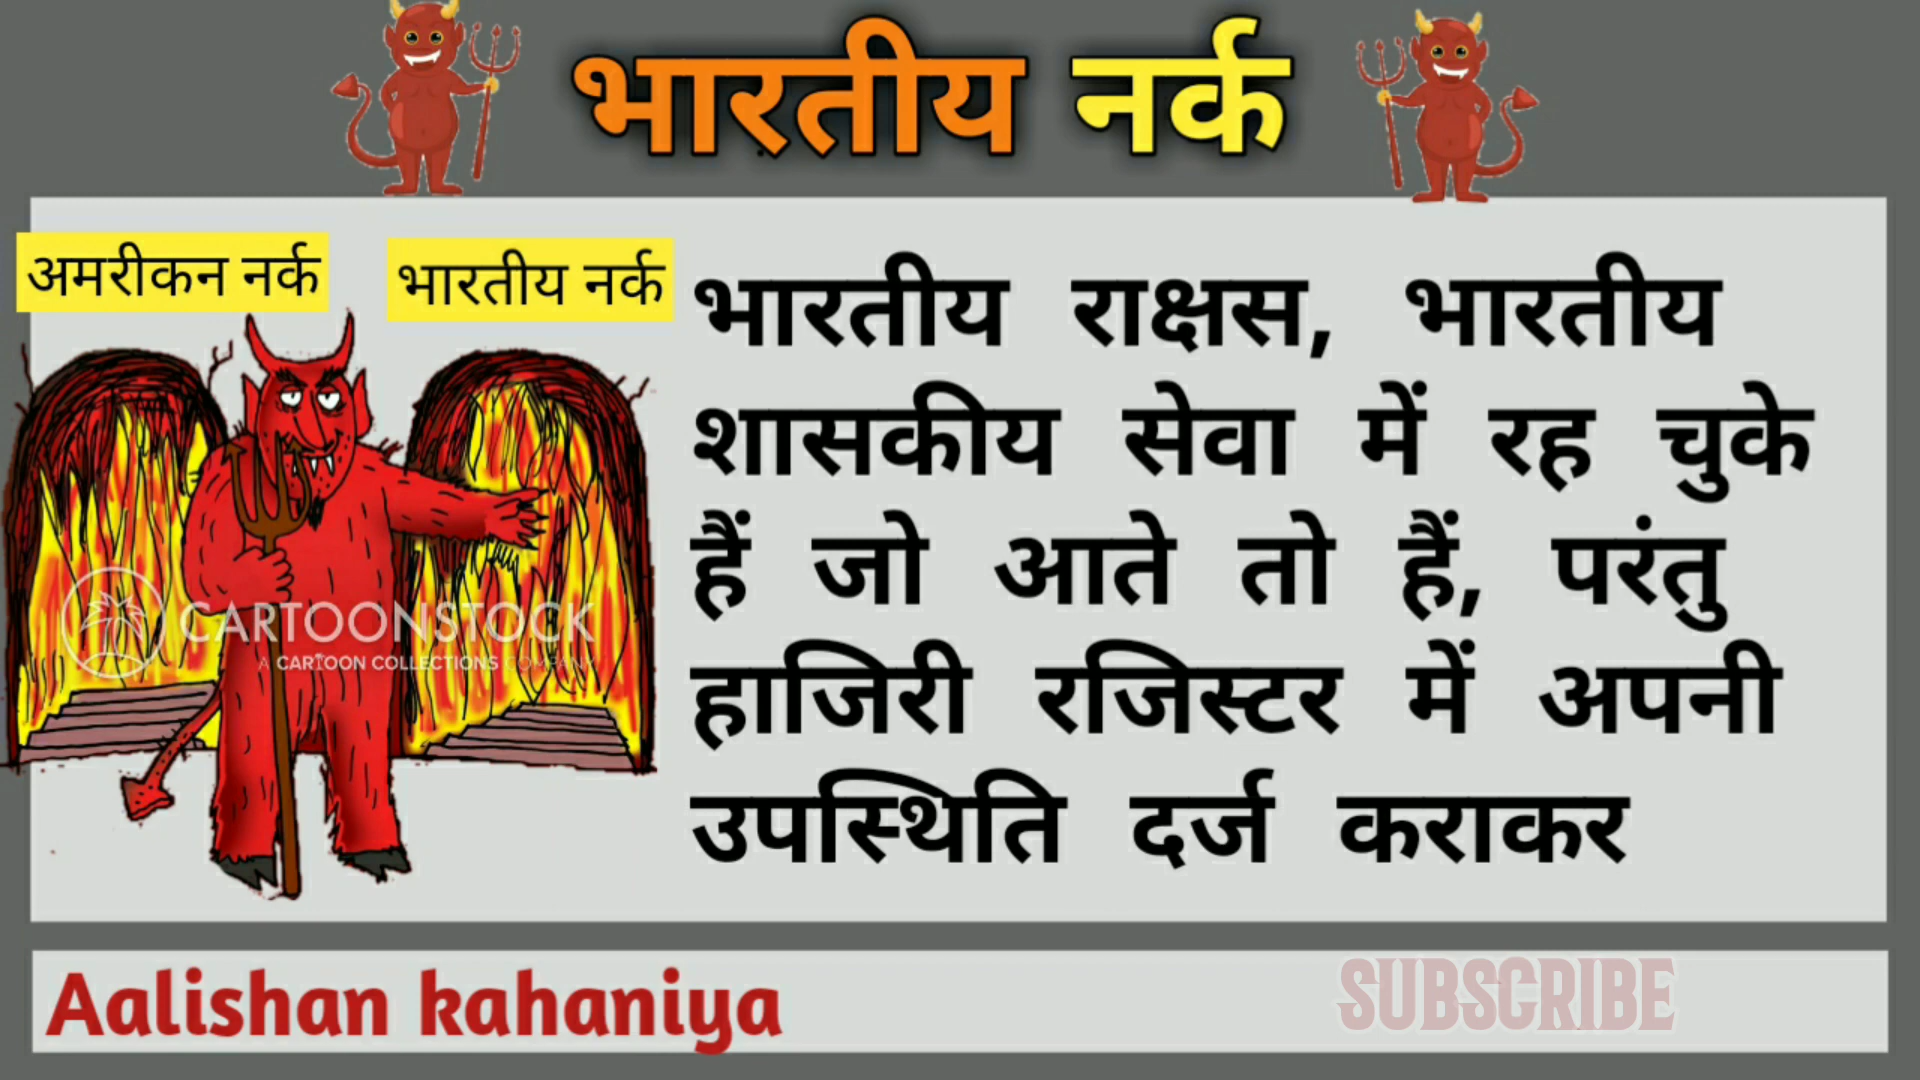 भारतीय नर्क
अमरीकन नर्क
भारतीय नर्क
भारतीय राक्षस, भारतीय
शासकीय सेवा में रह चुके
हैं जो आते तो हैं, परंतु
हाजिरी रजिस्टर में अपनी
उपस्थिति दर्ज कराकर
CARTOONSTOCK
A CARTOON COLLECTIONS COMPANY
Aalishan kahaniya
SUBSCRIBE